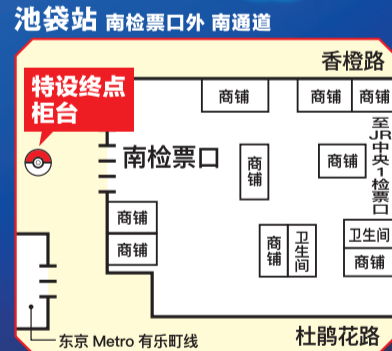 池袋站 南检票口外 南通道
香橙路
特设终点
柜台
商铺
商铺
商铺
至JR中央1检票口
南检票口
商铺
商铺
商铺
商铺
商铺
卫生间
卫生间
商铺
东京 Metro 有乐町线
杜鹃花路